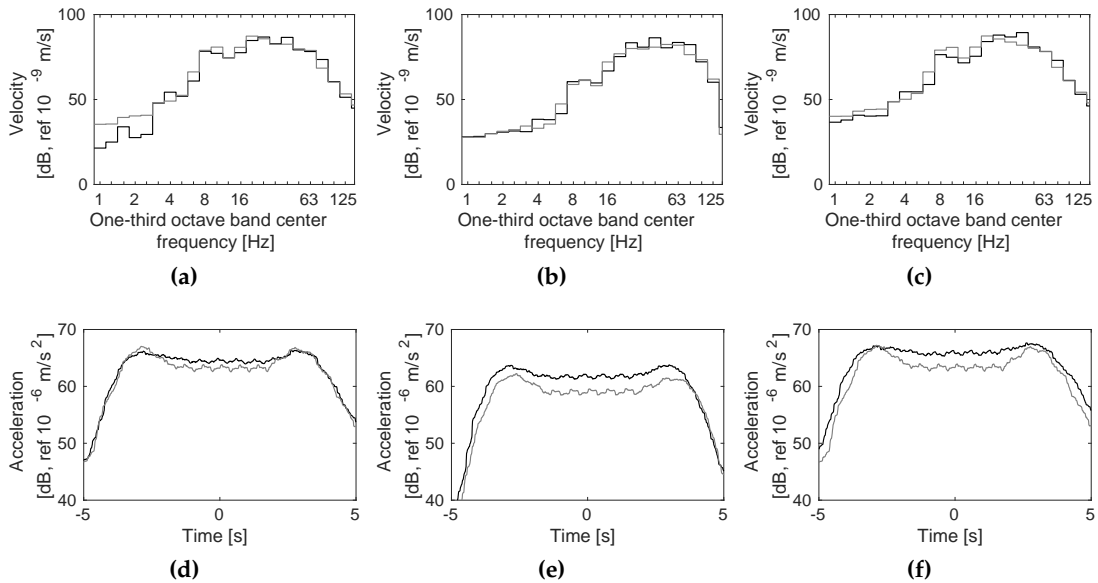 100
50
0
Velocity
[dB, ref 10 -9 m/s]
1 2 4 8 16 63 125
One-third octave band center
frequency [Hz]
(a)
100
50
0
Velocity
[dB, ref 10 -9 m/s]
1 2 4 8 16 63 125
One-third octave band center
frequency [Hz]
(b)
100
50
0
Velocity
[dB, ref 10 -9 m/s]
1 2 4 8 16 63 125
One-third octave band center
frequency [Hz]
(c)
70
60
50
40
Acceleration
[dB, ref 10 -6 m/s 2]
-5 0 5
Time [s]
(d)
70
60
50
40
Acceleration
[dB, ref 10 -6 m/s 2]
-5 0 5
Time [s]
(e)
70
60
50
40
Acceleration
[dB, ref 10 -6 m/s 2]
-5 0 5
Time [s]
(f)